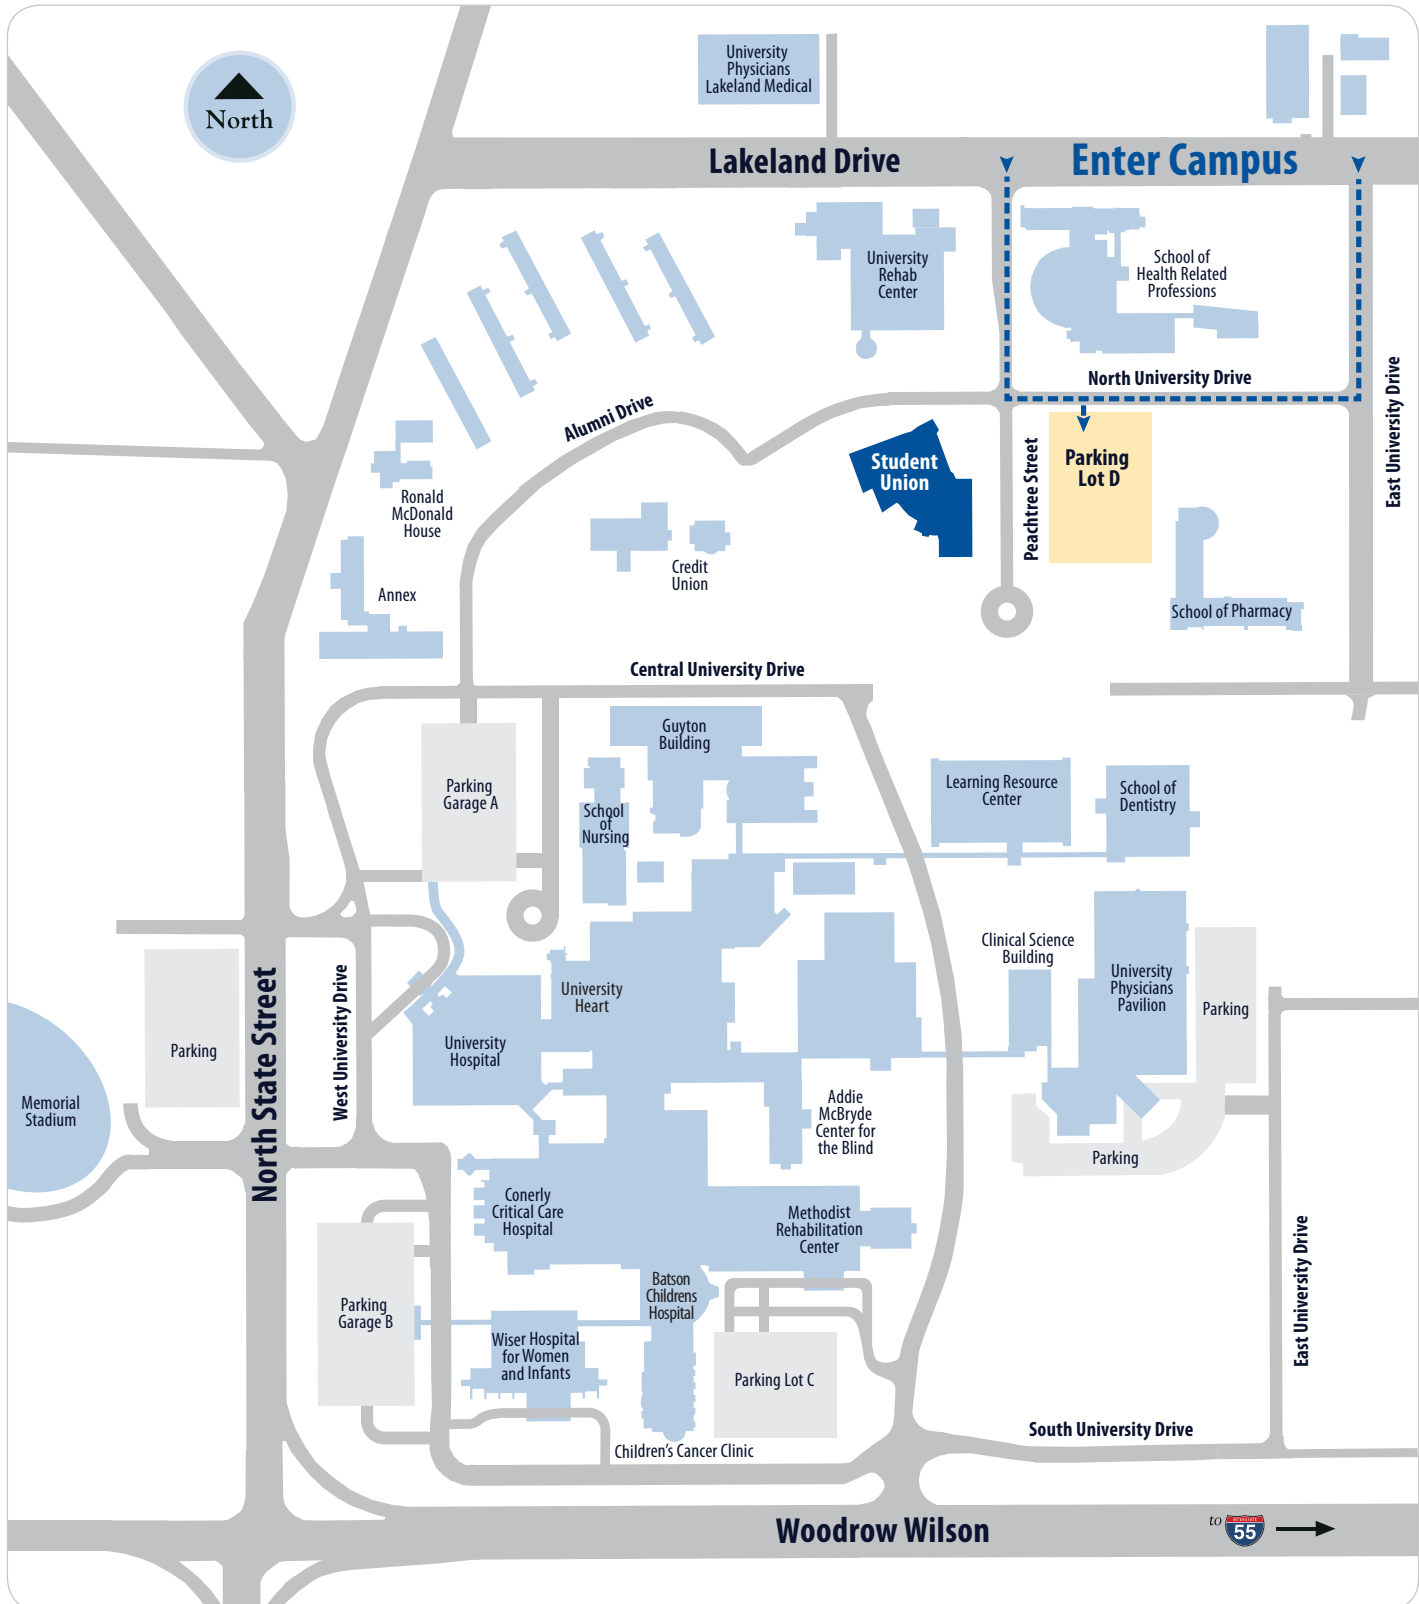 University
Physicians
Lakeland Medical
North
Lakeland Drive
Enter Campus
University
Rehab
Center
School of
Health Related
Professions
North University Drive
East University Drive
Alumni Drive
Student
Union
Peachtree Street
Parking
Lot D
Ronald
McDonald
House
Credit
Union
Annex
School of Pharmacy
Central University Drive
Guyton
Building
Parking
Garage A
School
of
Nursing
Learning Resource
Center
School of
Dentistry
Clinical Science
Building
University
Physicians
Pavilion
Parking
University
Heart
University
Hospital
Parking
North State Street
West University Drive
Memorial
Stadium
Addie
McBryde
Center for
the Blind
Parking
Conerly
Critical Care
Hospital
Methodist
Rehabilitation
Center
Batson
Childrens
Hospital
East University Drive
Parking
Garage B
Wiser Hospital
for Women
and Infants
Parking Lot C
Children's Cancer Clinic
South University Drive
Woodrow Wilson
to
INTERSTATE
55